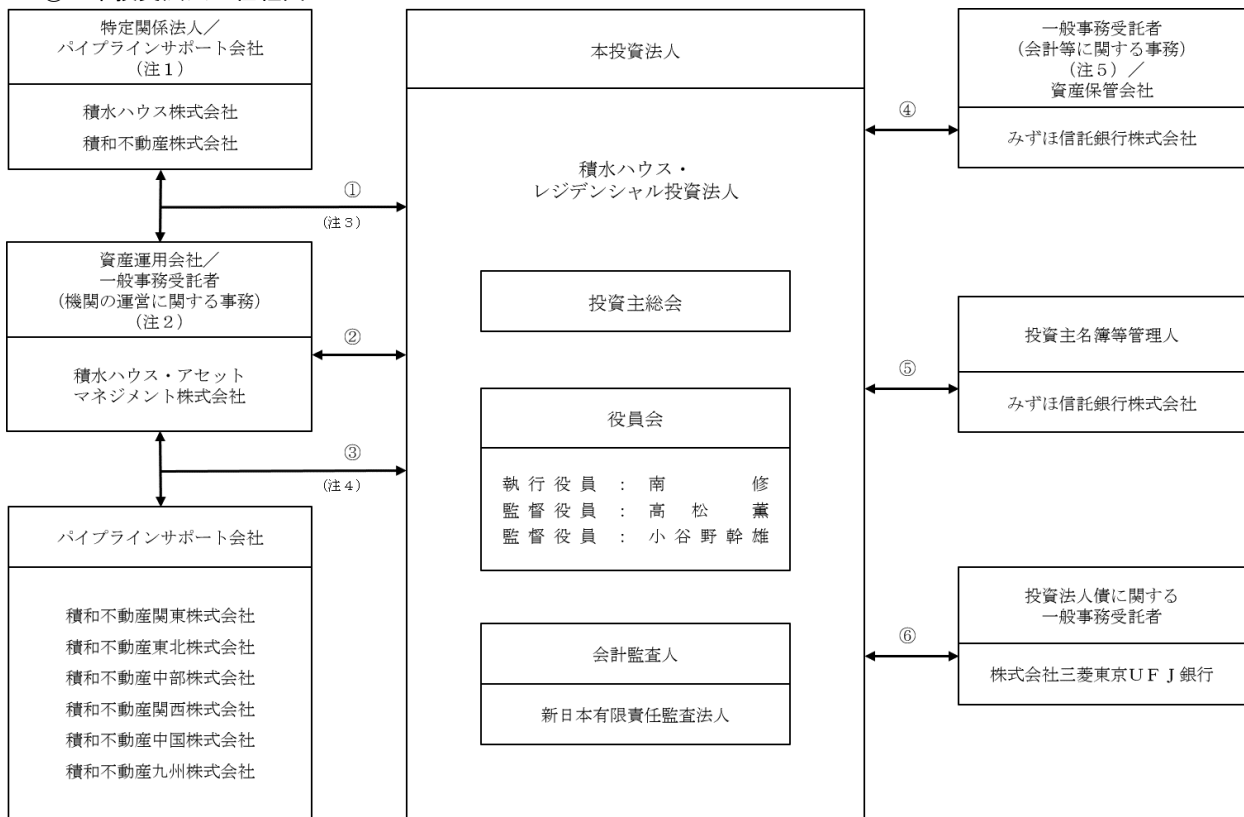 特定関係法人／
パイプラインサポート会社
(注１)
積水ハウス株式会社
積和不動産株式会社
①
(注３)
資産運用会社／
一般事務受託者
(機関の運営に関する事務)
(注２)
積水ハウス・アセット
マネジメント株式会社
②
③
(注４)
パイプラインサポート会社
積和不動産関東株式会社
積和不動産東北株式会社
積和不動産中部株式会社
積和不動産関西株式会社
積和不動産中国株式会社
積和不動産九州株式会社
本投資法人
積水ハウス・
レジデンシャル投資法人
投資主総会
役員会
執行役員 ： 南 修
監督役員 ： 高松 薫
監督役員 ： 小谷野幹雄
会計監査人
新日本有限責任監査法人
一般事務受託者
(会計等に関する事務)
(注５)／
資産保管会社
みずほ信託銀行株式会社
④
投資主名簿等管理人
みずほ信託銀行株式会社
⑤
投資法人債に関する
一般事務受託者
株式会社三菱東京ＵＦＪ銀行
⑥